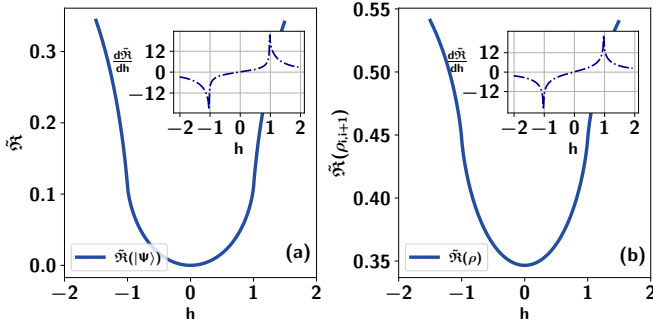 0.3
0.2
0.1
0.0
ℜ̃
−2 −1 0 1 2
h
dℜ̃/dh
12
0
−12
−2 −1 0 1 2
h
ℜ̃(|Ψ⟩)
(a)
0.55
0.50
0.45
0.40
0.35
ℜ̃(ρi,i+1)
−2 −1 0 1 2
h
dℜ̃/dh
12
0
−12
−2 −1 0 1 2
h
ℜ̃(ρ)
(b)